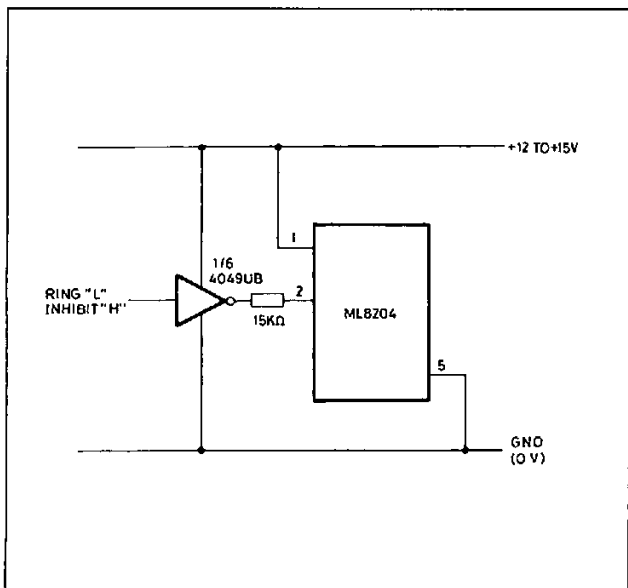 +12 TO +15V
1
1/6
4049UB
2
RING "L"
INHIBIT "H"
15KΩ
ML8204
5
GND
(0 V)